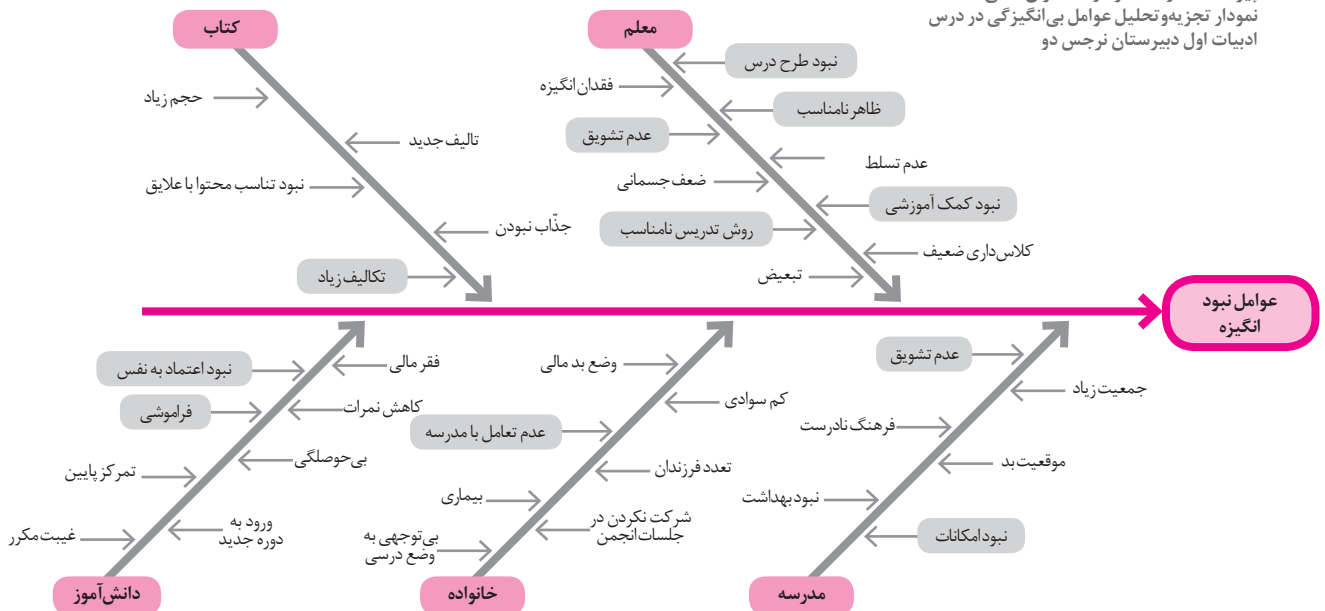 نمودار تجزیه‌وتحلیل عوامل بی‌انگیزگی در درس
ادبیات اول دبیرستان نرجس دو
معلم
نبود طرح درس
فقدان انگیزه
ظاهر نامناسب
عدم تشویق
عدم تسلط
ضعف جسمانی
نبود کمک آموزشی
روش تدریس نامناسب
کلاس‌داری ضعیف
تبعیض
کتاب
حجم زیاد
تالیف جدید
نبود تناسب محتوا با علایق
جذّاب نبودن
تکالیف زیاد
عوامل نبود
انگیزه
عدم تشویق
جمعیت زیاد
فرهنگ نادرست
موقعیت بد
نبود بهداشت
نبود امکانات
مدرسه
وضع بد مالی
کم سوادی
عدم تعامل با مدرسه
تعدد فرزندان
بیماری
شرکت نکردن در
جلسات انجمن
بی‌توجهی به
وضع درسی
خانواده
فقر مالی
نبود اعتماد به نفس
کاهش نمرات
فراموشی
بی‌حوصلگی
تمرکز پایین
ورود به
دوره جدید
غیبت مکرر
دانش‌آموز